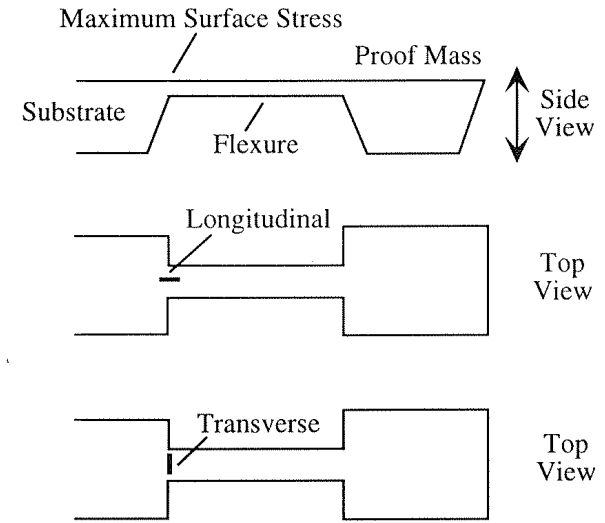 Maximum Surface Stress
Proof Mass
Substrate
Side
View
Flexure
Longitudinal
Top
View
Transverse
Top
View